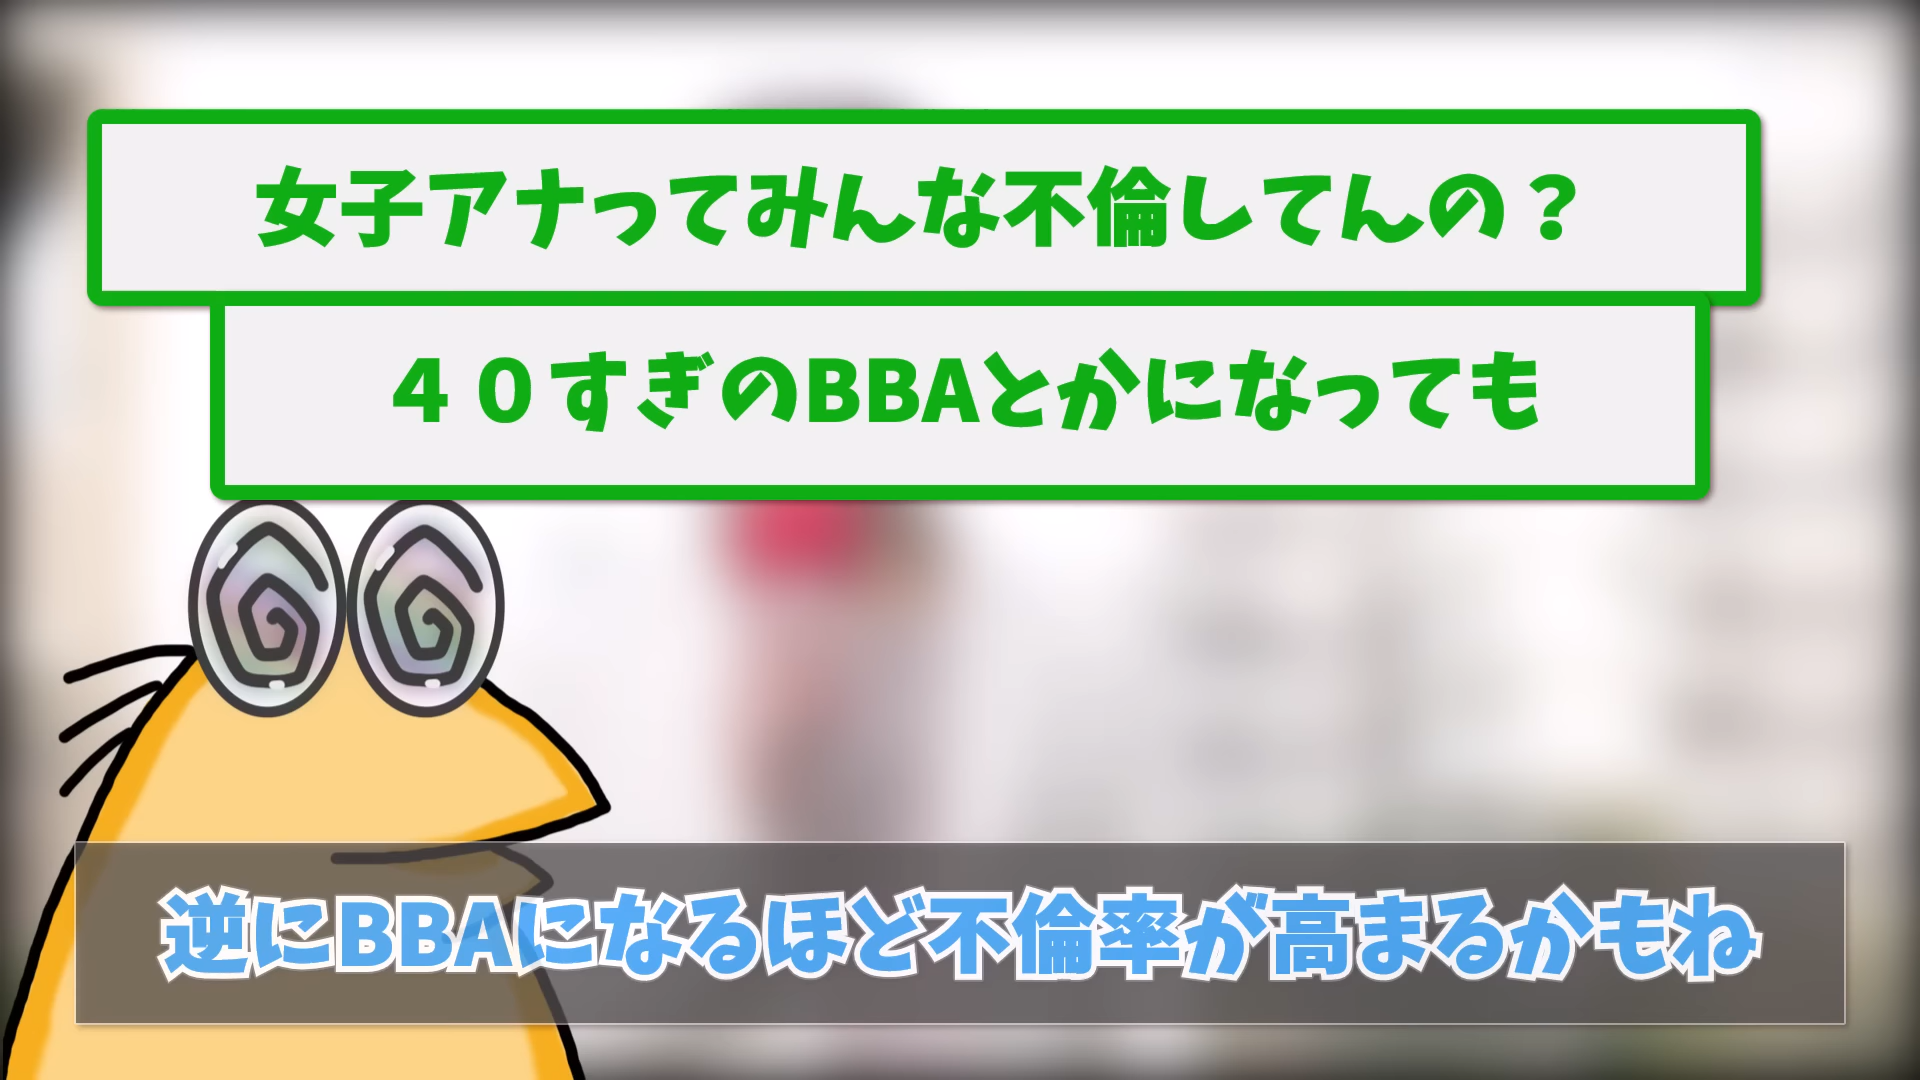 女子アナってみんな不倫してんの？
４０すぎのBBAとかになっても
逆にBBAになるほど不倫率が高まるかもね